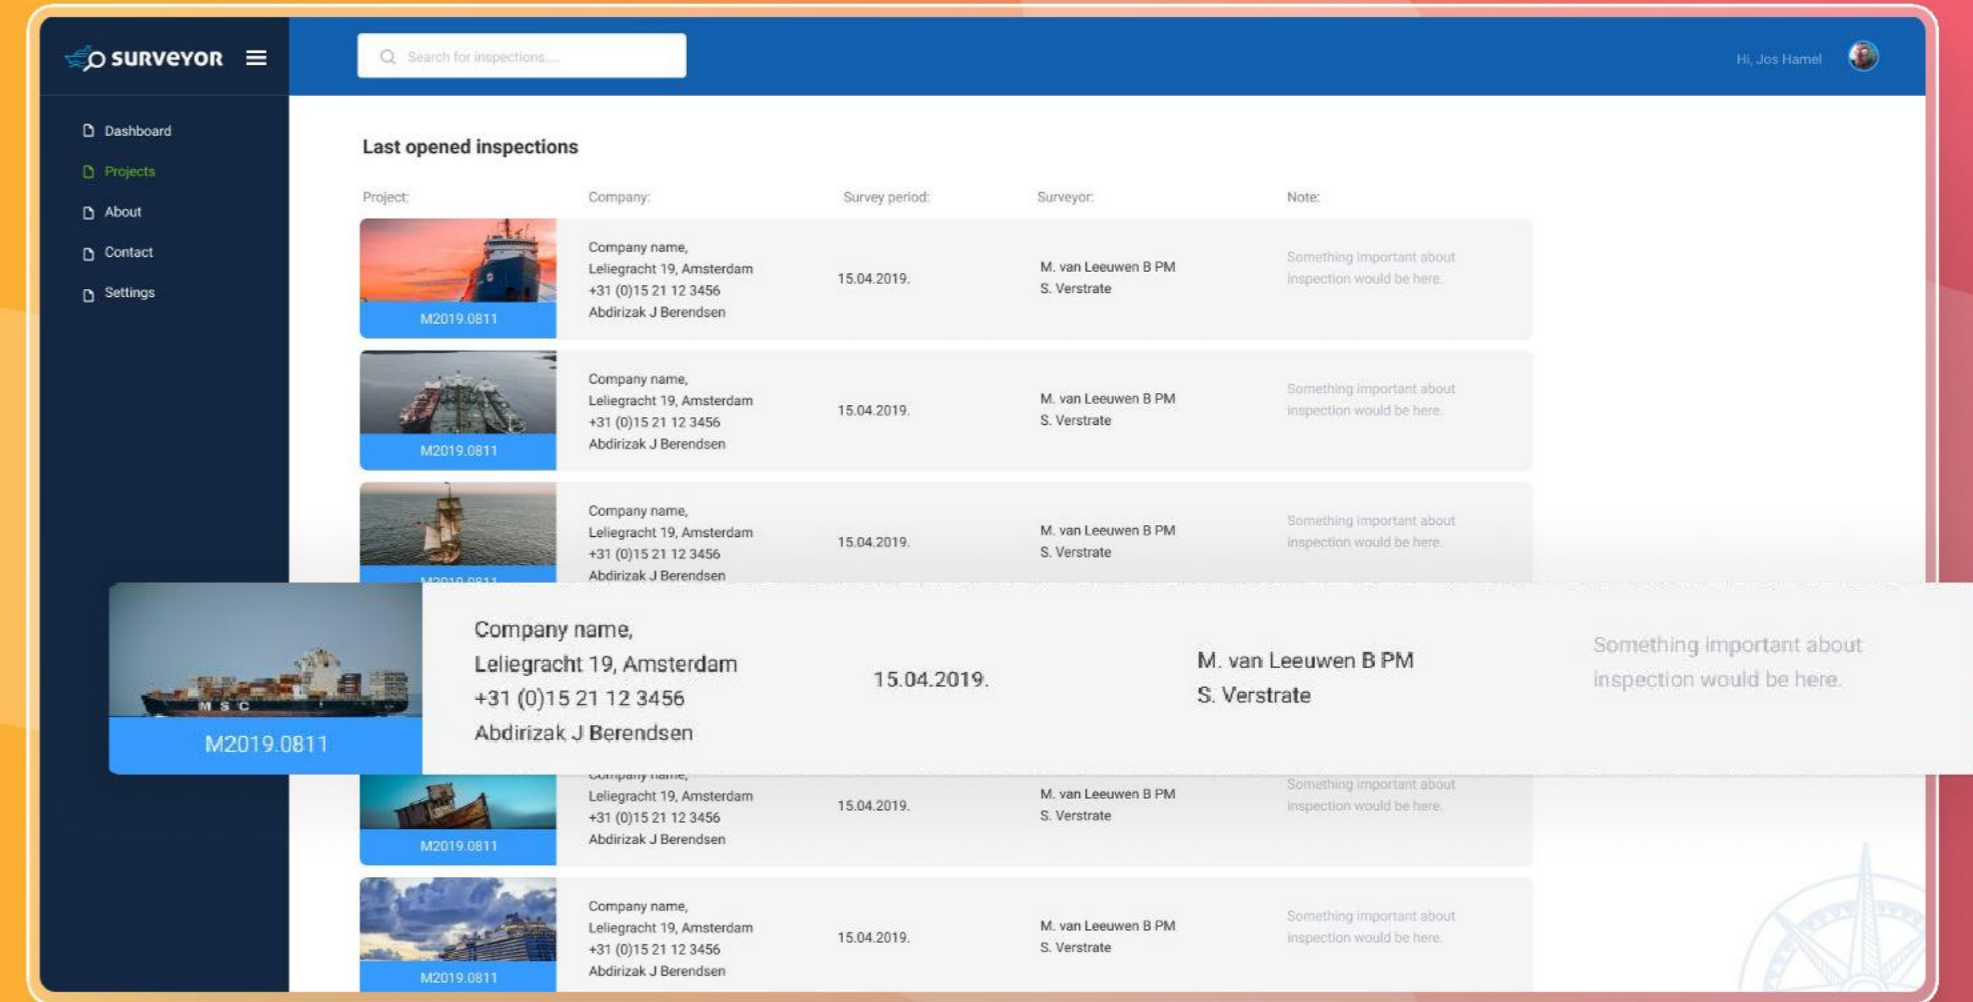 SURVEYOR
Search for inspections....
Hi, Jos Hamel
Dashboard
Projects
About
Contact
Settings
Last opened inspections
Project:
Company:
Survey period:
Surveyor:
Note:
M2019.0811
Company name,
Leliegracht 19, Amsterdam
+31 (0)15 21 12 3456
Abdirizak J Berendsen
15.04.2019.
M. van Leeuwen B PM
S. Verstrate
Something important about
inspection would be here.
M2019.0811
Company name,
Leliegracht 19, Amsterdam
+31 (0)15 21 12 3456
Abdirizak J Berendsen
15.04.2019.
M. van Leeuwen B PM
S. Verstrate
Something important about
inspection would be here.
M2019.0811
Company name,
Leliegracht 19, Amsterdam
+31 (0)15 21 12 3456
Abdirizak J Berendsen
15.04.2019.
M. van Leeuwen B PM
S. Verstrate
Something important about
inspection would be here.
MSC
M2019.0811
Company name,
Leliegracht 19, Amsterdam
+31 (0)15 21 12 3456
Abdirizak J Berendsen
15.04.2019.
M. van Leeuwen B PM
S. Verstrate
Something important about
inspection would be here.
M2019.0811
Company name,
Leliegracht 19, Amsterdam
+31 (0)15 21 12 3456
Abdirizak J Berendsen
15.04.2019.
M. van Leeuwen B PM
S. Verstrate
Something important about
inspection would be here.
M2019.0811
Company name,
Leliegracht 19, Amsterdam
+31 (0)15 21 12 3456
Abdirizak J Berendsen
15.04.2019.
M. van Leeuwen B PM
S. Verstrate
Something important about
inspection would be here.